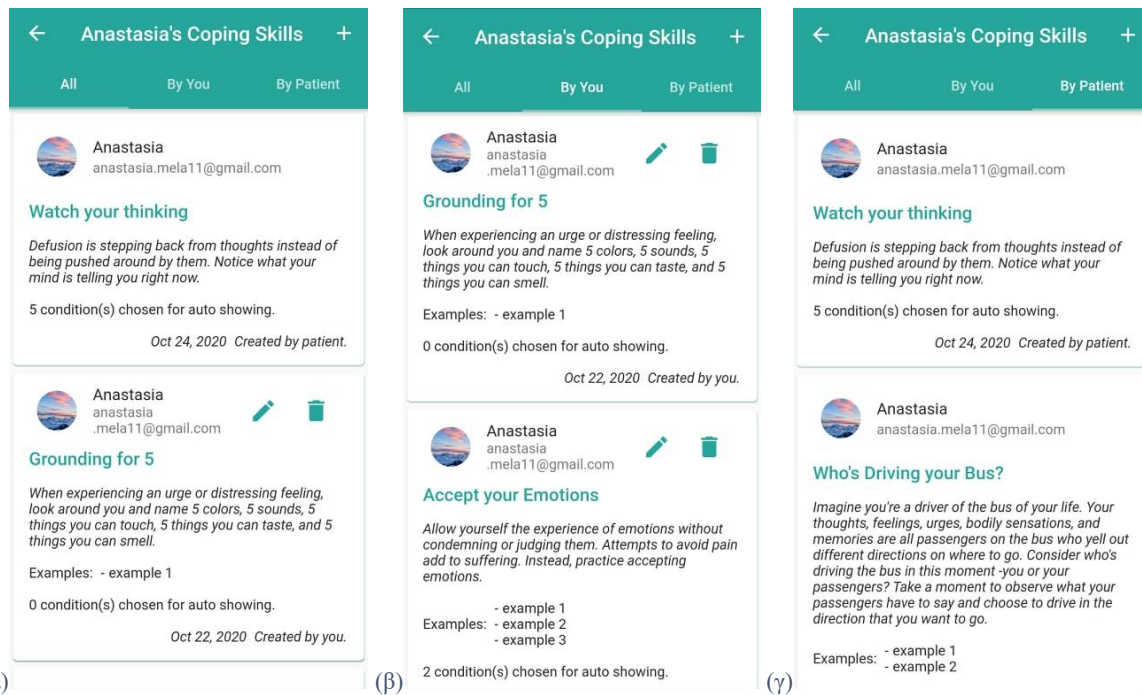 Anastasia's Coping Skills
All By You By Patient
Anastasia
anastasia.mela11@gmail.com
Watch your thinking
Defusion is stepping back from thoughts instead of
being pushed around by them. Notice what your
mind is telling you right now.
5 condition(s) chosen for auto showing.
Oct 24, 2020 Created by patient.
Anastasia
anastasia
.mela11@gmail.com
Grounding for 5
When experiencing an urge or distressing feeling,
look around you and name 5 colors, 5 sounds, 5
things you can touch, 5 things you can taste, and 5
things you can smell.
Examples: - example 1
0 condition(s) chosen for auto showing.
Oct 22, 2020 Created by you.
)
Anastasia's Coping Skills
All By You By Patient
Anastasia
anastasia
.mela11@gmail.com
Grounding for 5
When experiencing an urge or distressing feeling,
look around you and name 5 colors, 5 sounds, 5
things you can touch, 5 things you can taste, and 5
things you can smell.
Examples: - example 1
0 condition(s) chosen for auto showing.
Oct 22, 2020 Created by you.
Anastasia
anastasia
.mela11@gmail.com
Accept your Emotions
Allow yourself the experience of emotions without
condemning or judging them. Attempts to avoid pain
add to suffering. Instead, practice accepting
emotions.
- example 1
Examples: - example 2
- example 3
2 condition(s) chosen for auto showing.
(β)
Anastasia's Coping Skills
All By You By Patient
Anastasia
anastasia.mela11@gmail.com
Watch your thinking
Defusion is stepping back from thoughts instead of
being pushed around by them. Notice what your
mind is telling you right now.
5 condition(s) chosen for auto showing.
Oct 24, 2020 Created by patient.
Anastasia
anastasia.mela11@gmail.com
Who's Driving your Bus?
Imagine you're a driver of the bus of your life. Your
thoughts, feelings, urges, bodily sensations, and
memories are all passengers on the bus who yell out
different directions on where to go. Consider who's
driving the bus in this moment -you or your
passengers? Take a moment to observe what your
passengers have to say and choose to drive in the
direction that you want to go.
Examples: - example 1
- example 2
(γ)